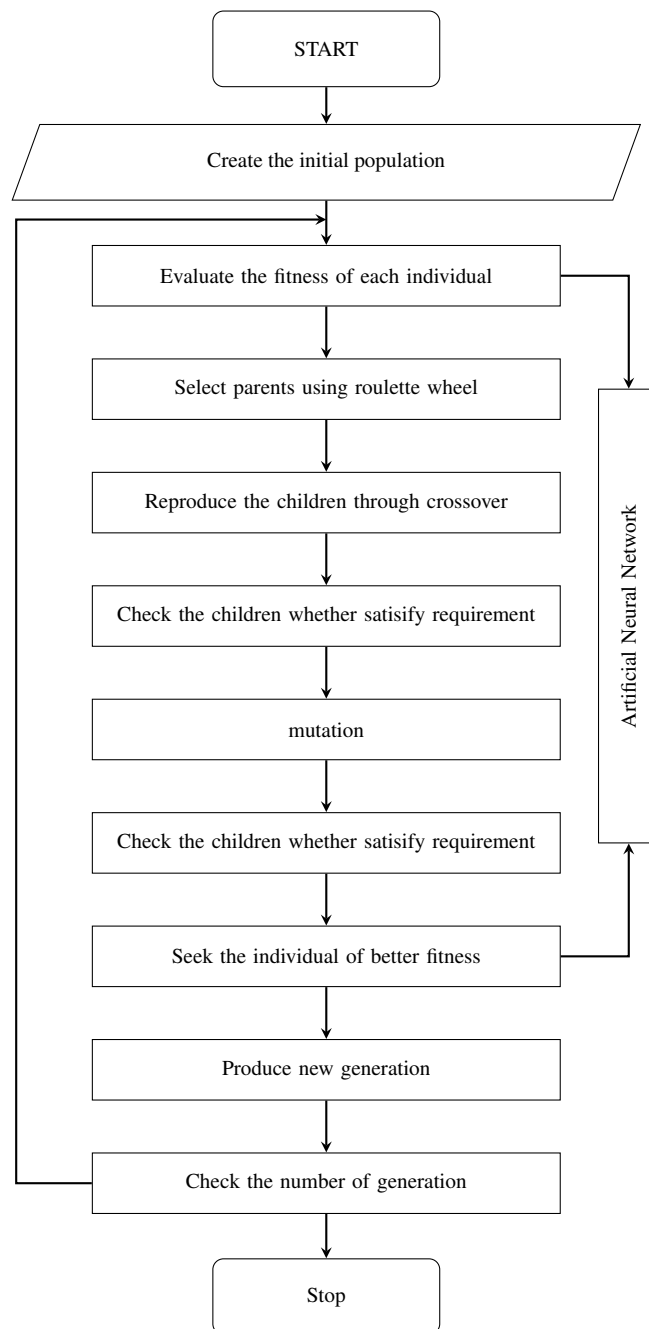 START
Create the initial population
Evaluate the fitness of each individual
Select parents using roulette wheel
Reproduce the children through crossover
Check the children whether satisify requirement
mutation
Check the children whether satisify requirement
Seek the individual of better fitness
Produce new generation
Check the number of generation
Stop
Artificial Neural Network